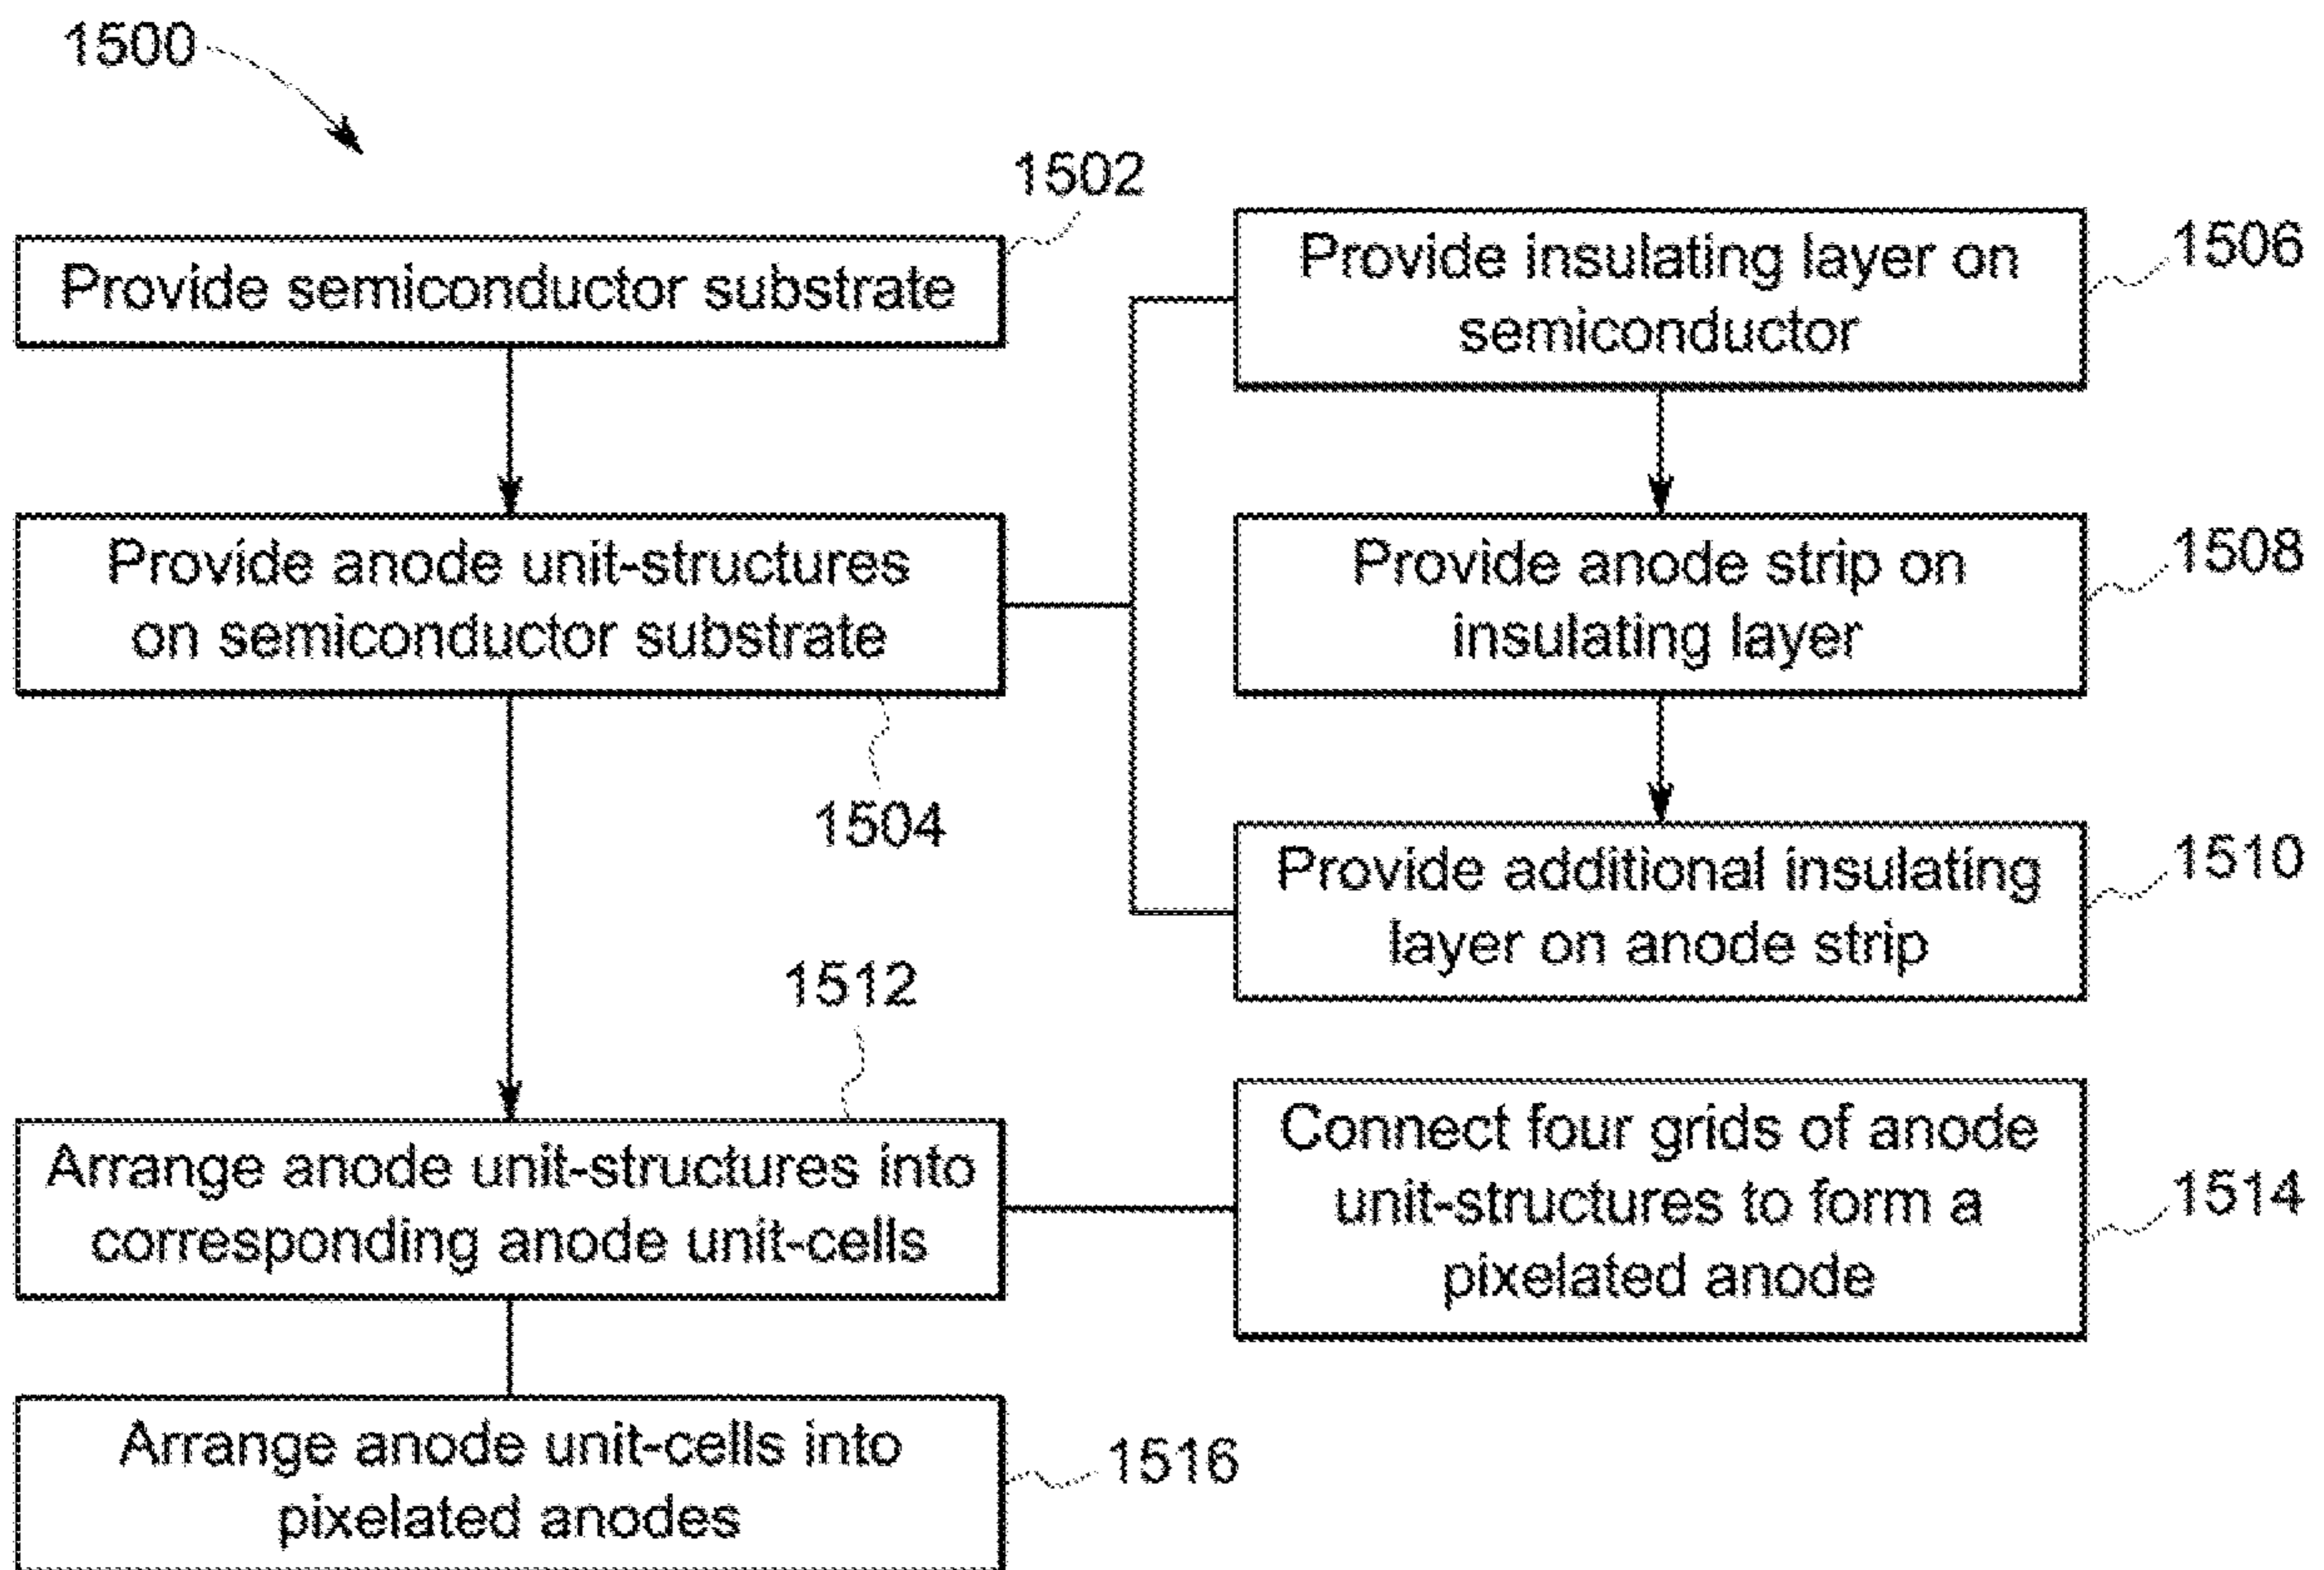 1500
1502
Provide semiconductor substrate
Provide insulating layer on
semiconductor
1506
Provide anode unit-structures
on semiconductor substrate
1504
Provide anode strip on
insulating layer
1508
Provide additional insulating
layer on anode strip
1510
1512
Arrange anode unit-structures into
corresponding anode unit-cells
Connect four grids of anode
unit-structures to form a
pixelated anode
1514
Arrange anode unit-cells into
pixelated anodes
1516